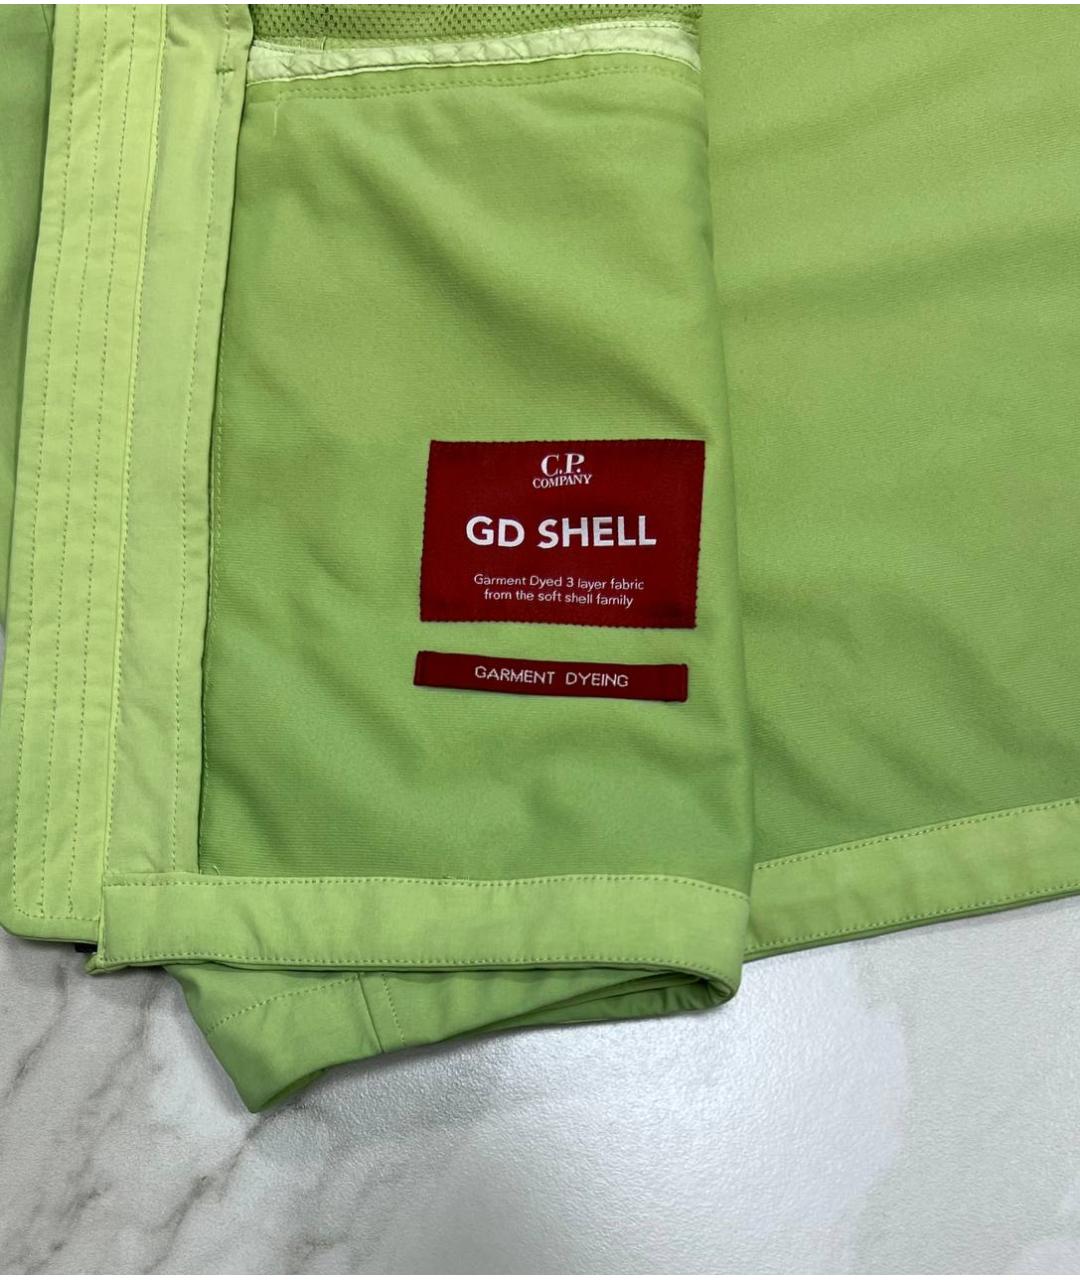 C.P.
COMPANY
GD SHELL
Garment Dyed 3 layer fabric
from the soft shell family
GARMENT DYEING